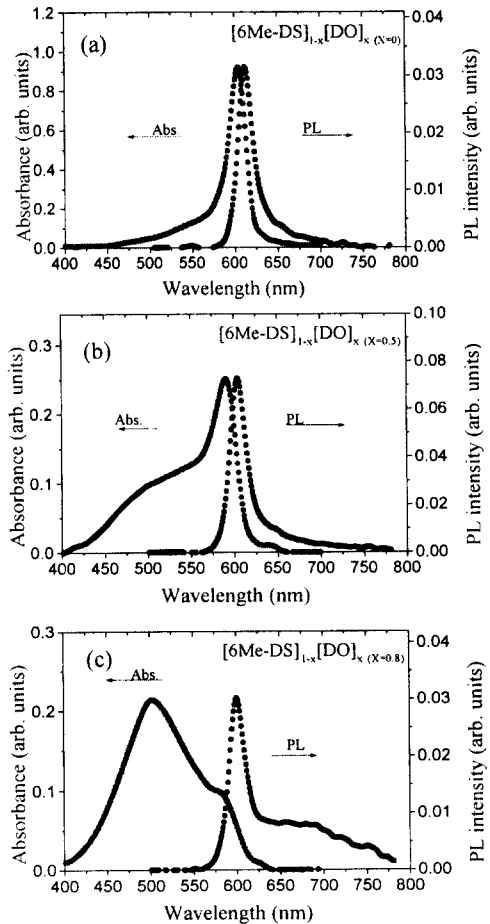 (a)
[6Me-DS]1-x[DO]x (X=0)
Abs.
PL
Absorbance (arb. units)
1.2
1.0
0.8
0.6
0.4
0.2
0.0
PL intensity (arb. units)
0.04
0.03
0.02
0.01
0.00
400 450 500 550 600 650 700 750 800
Wavelength (nm)
(b)
[6Me-DS]1-x[DO]x (X=0.5)
Abs.
PL
Absorbance (arb. units)
0.3
0.2
0.1
0.0
PL intensity (arb. units)
0.10
0.08
0.06
0.04
0.02
0.00
400 450 500 550 600 650 700 750 800
Wavelength (nm)
(c)
[6Me-DS]1-x[DO]x (X=0.8)
Abs.
PL
Absorbance (arb. units)
0.3
0.2
0.1
0.0
PL intensity (arb. units)
0.04
0.03
0.02
0.01
0.00
400 450 500 550 600 650 700 750 800
Wavelength (nm)